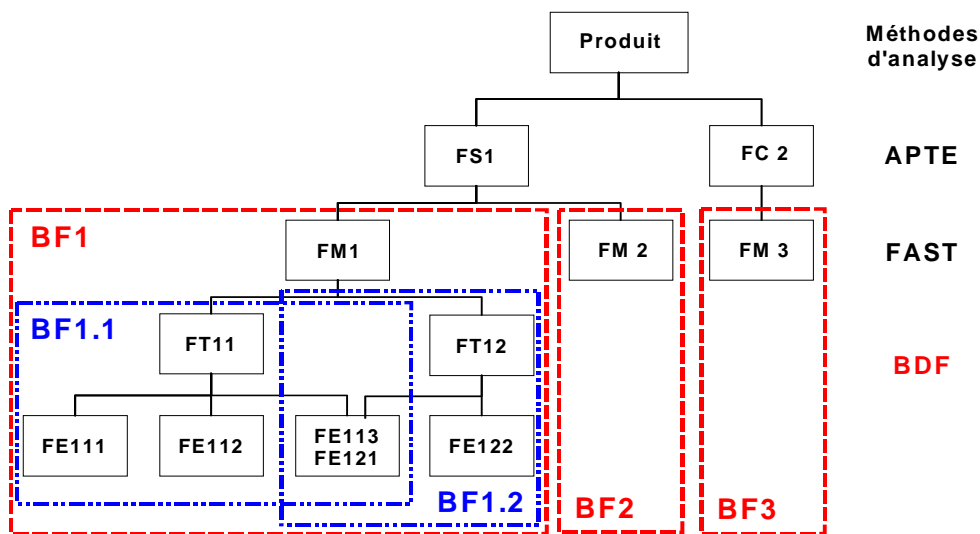 Produit
Méthodes
d'analyse
FS1
FC 2
APTE
BF1
FM1
FM 2
FM 3
FAST
BF1.1
FT11
FT12
BDF
FE111
FE112
FE113
FE121
FE122
BF1.2
BF2
BF3